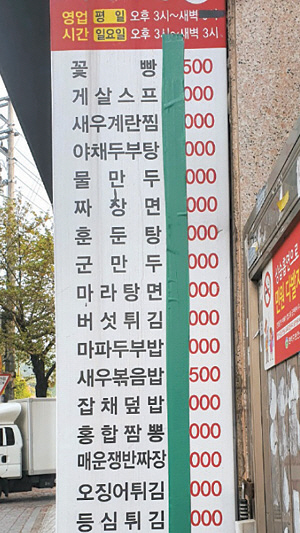 영업 평 일 오후 3시~새벽
시간 일요일 오후 3시~새벽
꽃 빵 500
게살스프 000
새우계란찜 000
야채두부탕 000
물 만 두 000
짜 장 면 000
훈 둔 탕 000
군 만 두 000
마라탕면 000
버섯튀김 000
마파두부밥 000
새우볶음밥 500
잡채덮밥 000
홍합짬뽕 000
매운쟁반짜장 000
오징어튀김 000
등심튀김 000